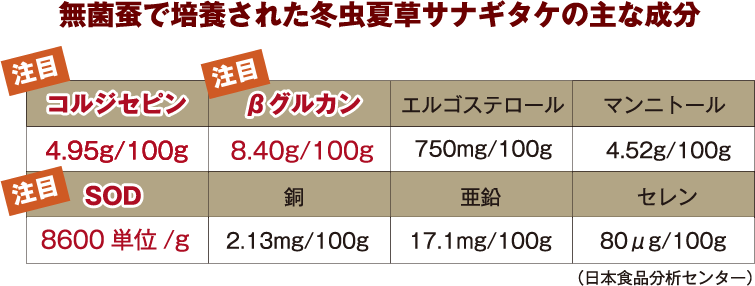 無菌蚕で培養された冬虫夏草サナギタケの主な成分
注目 注目
コルジセピン βグルカン エルゴステロール マンニトール
4.95g/100g 8.40g/100g 750mg/100g 4.52g/100g
注目
SOD 銅 亜鉛 セレン
8600単位/g 2.13mg/100g 17.1mg/100g 80μg/100g
（日本食品分析センター）